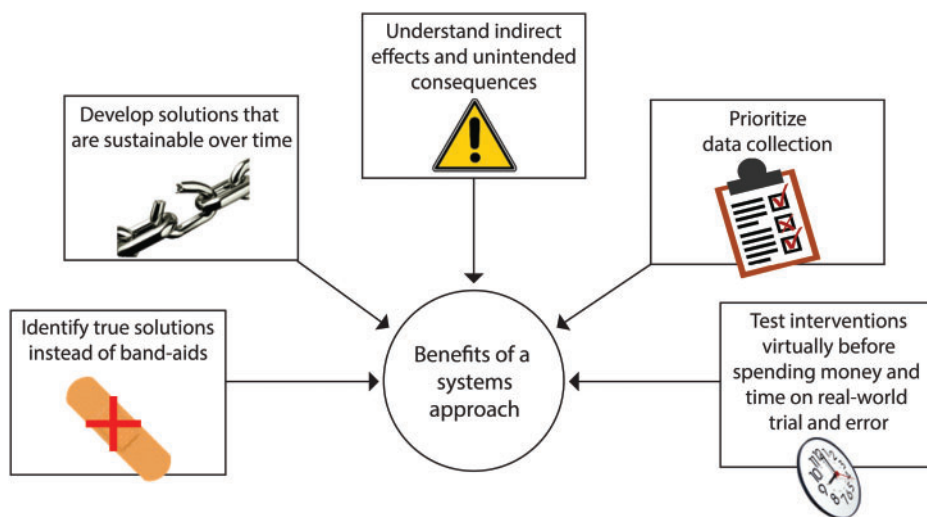 Understand indirect
effects and unintended
consequences
Develop solutions that
are sustainable over time
Prioritize
data collection
Identify true solutions
instead of band-aids
Benefits of a
systems
approach
Test interventions
virtually before
spending money and
time on real-world
trial and error